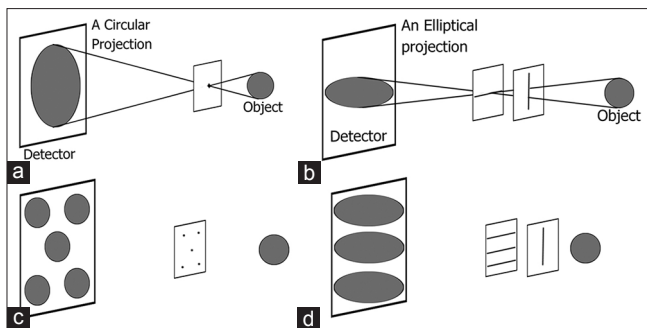 A Circular
Projection
Object
Detector
a
An Elliptical
projection
Object
Detector
b
c
d